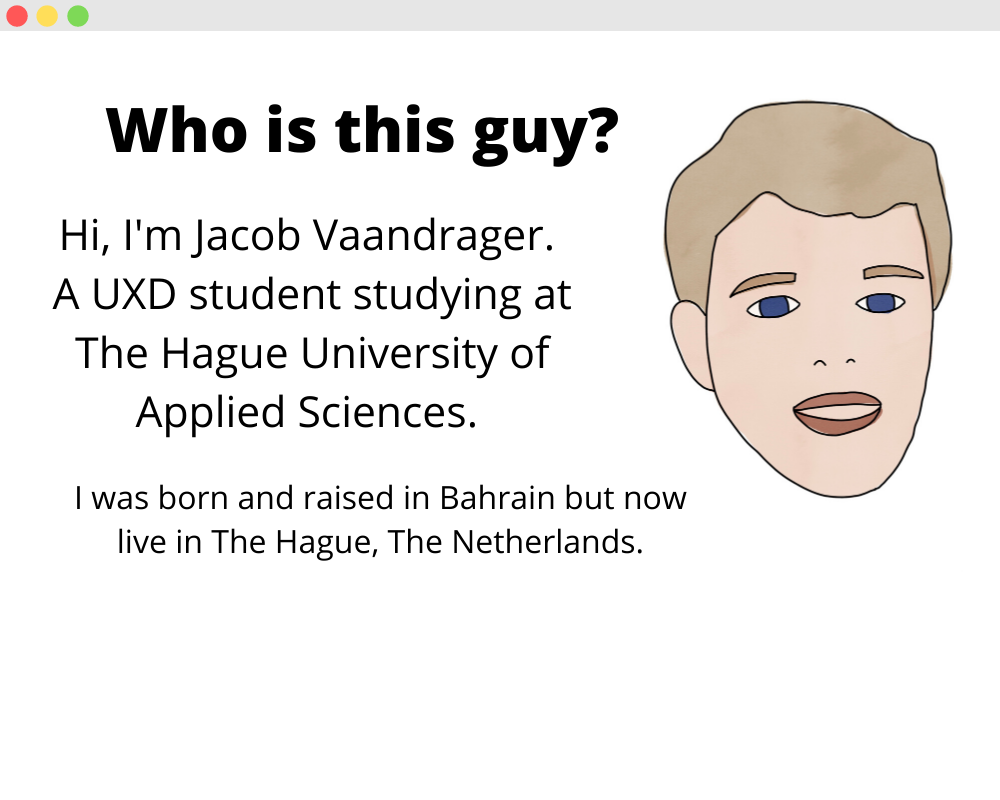 Who is this guy?
Hi, I'm Jacob Vaandrager.
A UXD student studying at
The Hague University of
Applied Sciences.
I was born and raised in Bahrain but now
live in The Hague, The Netherlands.